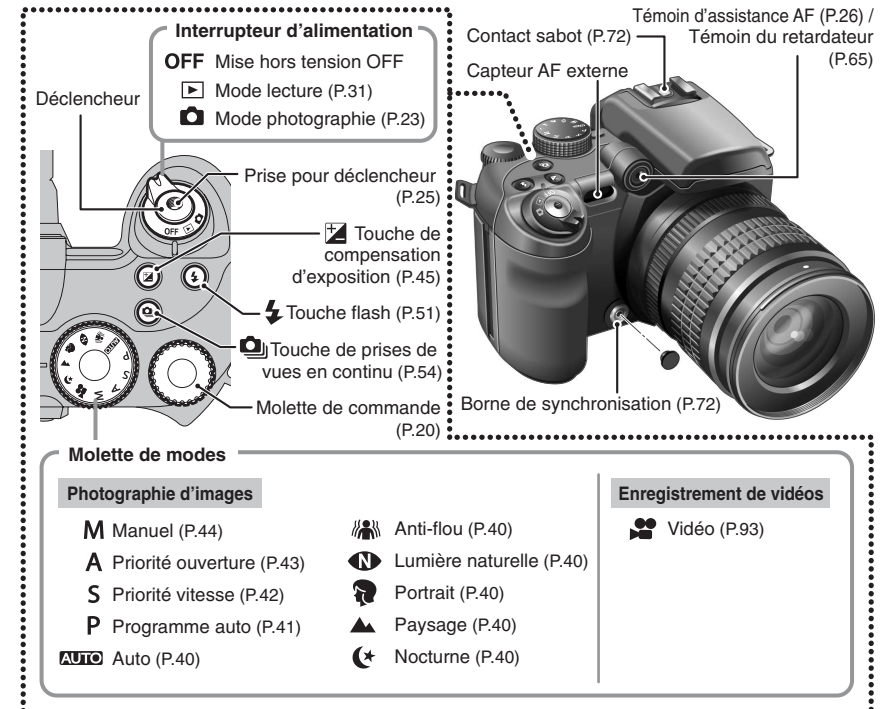 Interrupteur d'alimentation
OFF Mise hors tension OFF
Mode lecture (P.31)
Mode photographie (P.23)
Déclencheur
Prise pour déclencheur
(P.25)
OFF
Touche de
compensation
d'exposition (P.45)
Touche flash (P.51)
Touche de prises de
vues en continu (P.54)
Molette de commande
(P.20)
AUTO
P
S
A
M
Témoin d'assistance AF (P.26) /
Témoin du retardateur
(P.65)
Contact sabot (P.72)
Capteur AF externe
Borne de synchronisation (P.72)
Molette de modes
Photographie d'images
M Manuel (P.44)
A Priorité ouverture (P.43)
S Priorité vitesse (P.42)
P Programme auto (P.41)
AUTO Auto (P.40)
Anti-flou (P.40)
N Lumière naturelle (P.40)
Portrait (P.40)
Paysage (P.40)
Nocturne (P.40)
Enregistrement de vidéos
Vidéo (P.93)